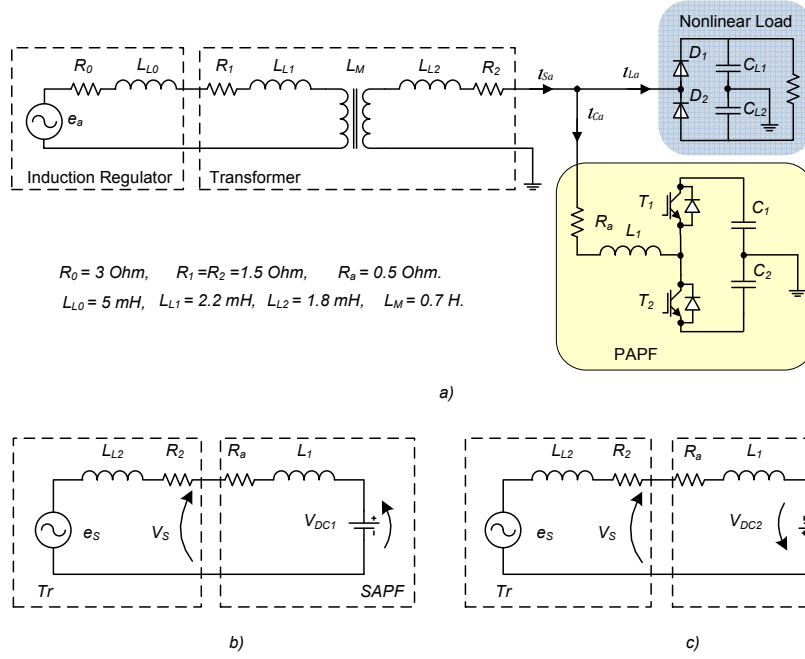 Nonlinear Load
R0 LL0 R1 LL1 LM LL2 R2
iSa iLa
D1 CL1
D2 CL2
ea
iCa
Induction Regulator Transformer
Ra L1 T1 C1
T2 C2
PAPF
R0 = 3 Ohm, R1 =R2 = 1.5 Ohm, Ra = 0.5 Ohm.
LL0 = 5 mH, LL1 = 2.2 mH, LL2 = 1.8 mH, LM = 0.7 H.
a)
LL2 R2 Ra L1
eS VS VDC1 + -
Tr SAPF
b)
LL2 R2 Ra L1
eS VS VDC2
Tr
c)